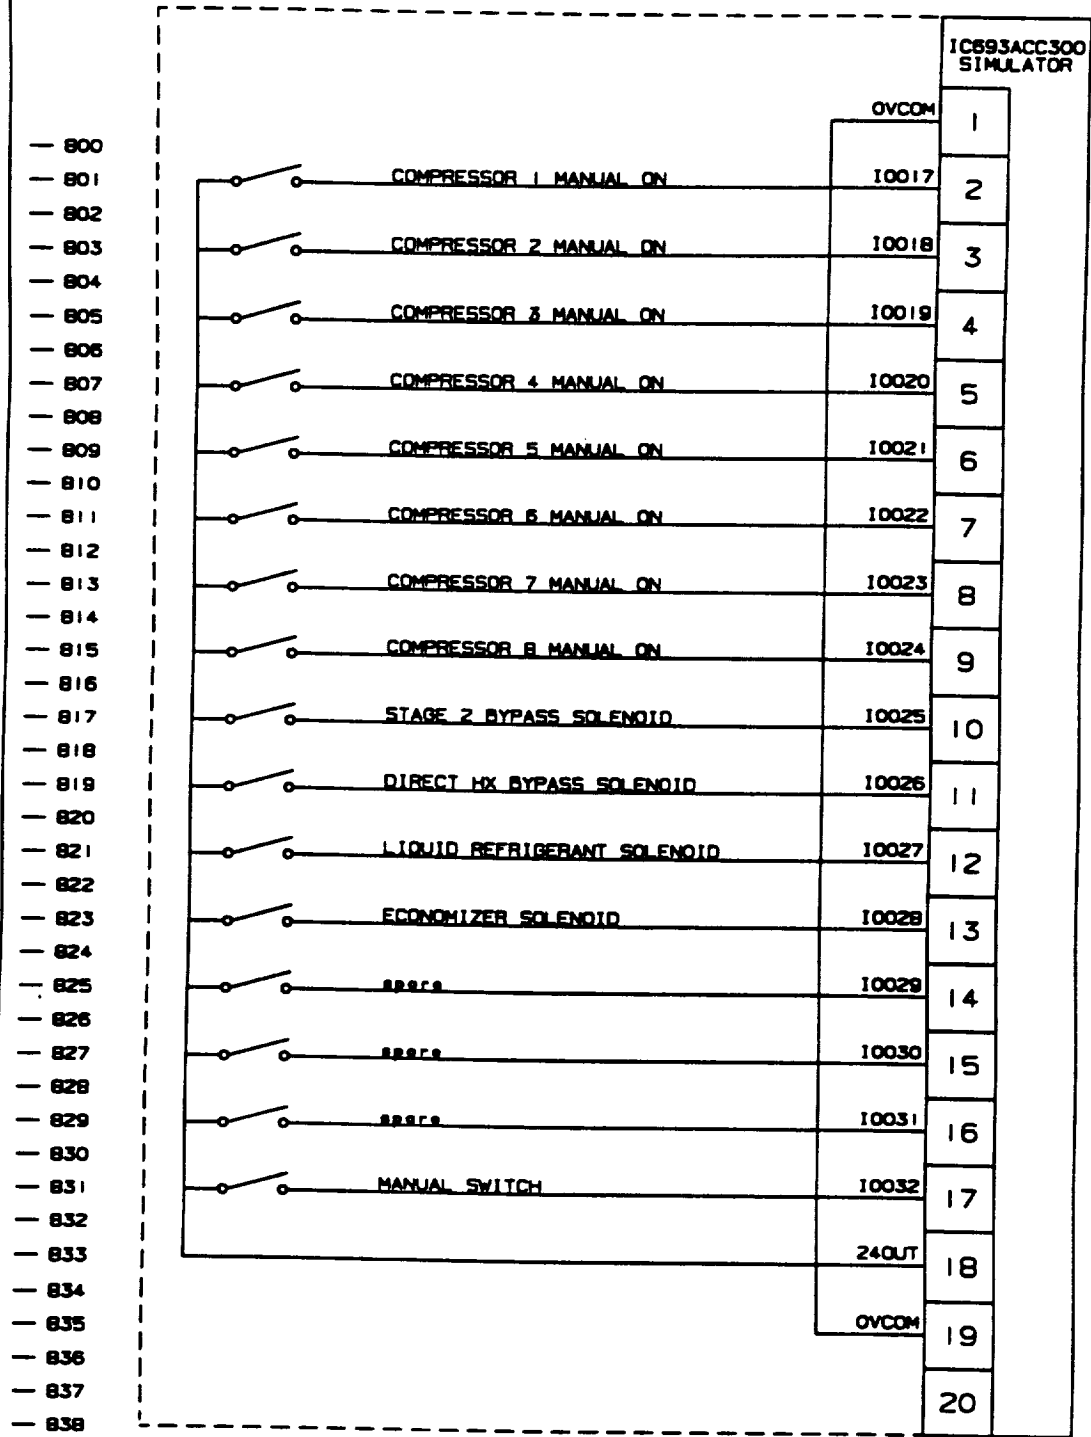 IC693ACC300
SIMULATOR
0VCOM 1
— 800
— 801 COMPRESSOR 1 MANUAL ON I0017 2
— 802
— 803 COMPRESSOR 2 MANUAL ON I0018 3
— 804
— 805 COMPRESSOR 3 MANUAL ON I0019 4
— 806
— 807 COMPRESSOR 4 MANUAL ON I0020 5
— 808
— 809 COMPRESSOR 5 MANUAL ON I0021 6
— 810
— 811 COMPRESSOR 6 MANUAL ON I0022 7
— 812
— 813 COMPRESSOR 7 MANUAL ON I0023 8
— 814
— 815 COMPRESSOR 8 MANUAL ON I0024 9
— 816
— 817 STAGE 2 BYPASS SOLENOID I0025 10
— 818
— 819 DIRECT HX BYPASS SOLENOID I0026 11
— 820
— 821 LIQUID REFRIGERANT SOLENOID I0027 12
— 822
— 823 ECONOMIZER SOLENOID I0028 13
— 824
— 825 spare I0029 14
— 826
— 827 spare I0030 15
— 828
— 829 spare I0031 16
— 830
— 831 MANUAL SWITCH I0032 17
— 832
— 833 24OUT 18
— 834
— 835 0VCOM 19
— 836
— 837 20
— 838